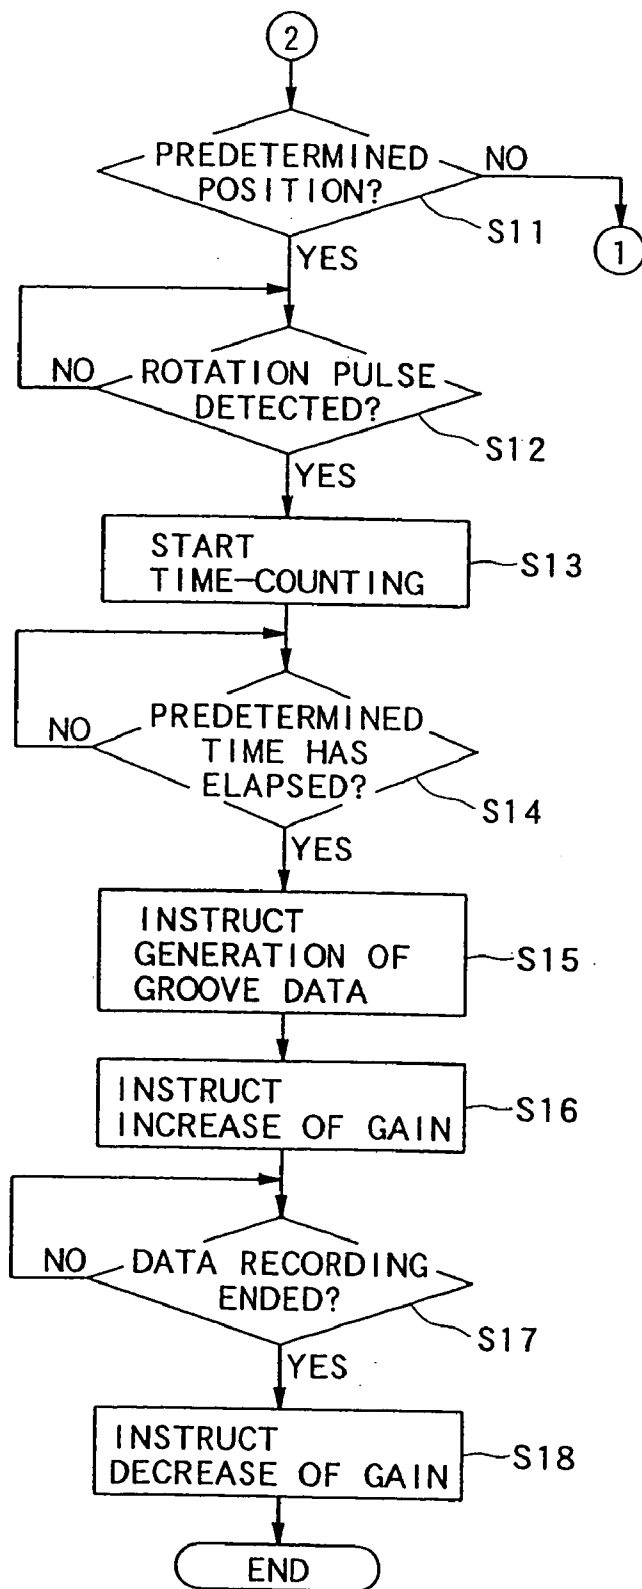 2
PREDETERMINED
POSITION?
NO
S11
1
YES
NO
ROTATION PULSE
DETECTED?
S12
YES
START
TIME-COUNTING
S13
NO
PREDETERMINED
TIME HAS
ELAPSED?
S14
YES
INSTRUCT
GENERATION OF
GROOVE DATA
S15
INSTRUCT
INCREASE OF GAIN
S16
NO
DATA RECORDING
ENDED?
S17
YES
INSTRUCT
DECREASE OF GAIN
S18
END